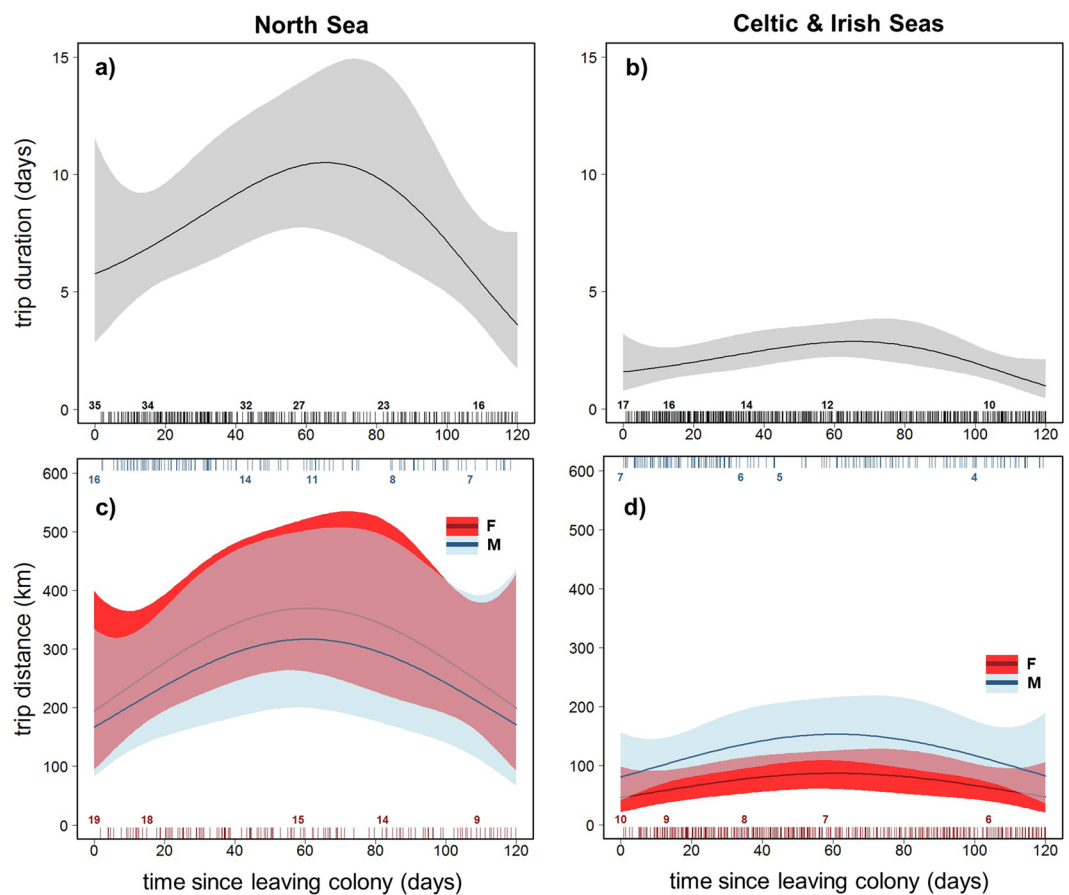 North Sea
Celtic & Irish Seas
a)
b)
trip duration (days)
15
10
5
0
35 34 32 27 23 16
0 20 40 60 80 100 120
15
10
5
0
17 16 14 12 10
0 20 40 60 80 100 120
c)
d)
trip distance (km)
600
500
400
300
200
100
0
16 14 11 8 7
F
M
19 18 15 14 9
0 20 40 60 80 100 120
time since leaving colony (days)
600
500
400
300
200
100
0
7 6 5 4
F
M
10 9 8 7 6
0 20 40 60 80 100 120
time since leaving colony (days)